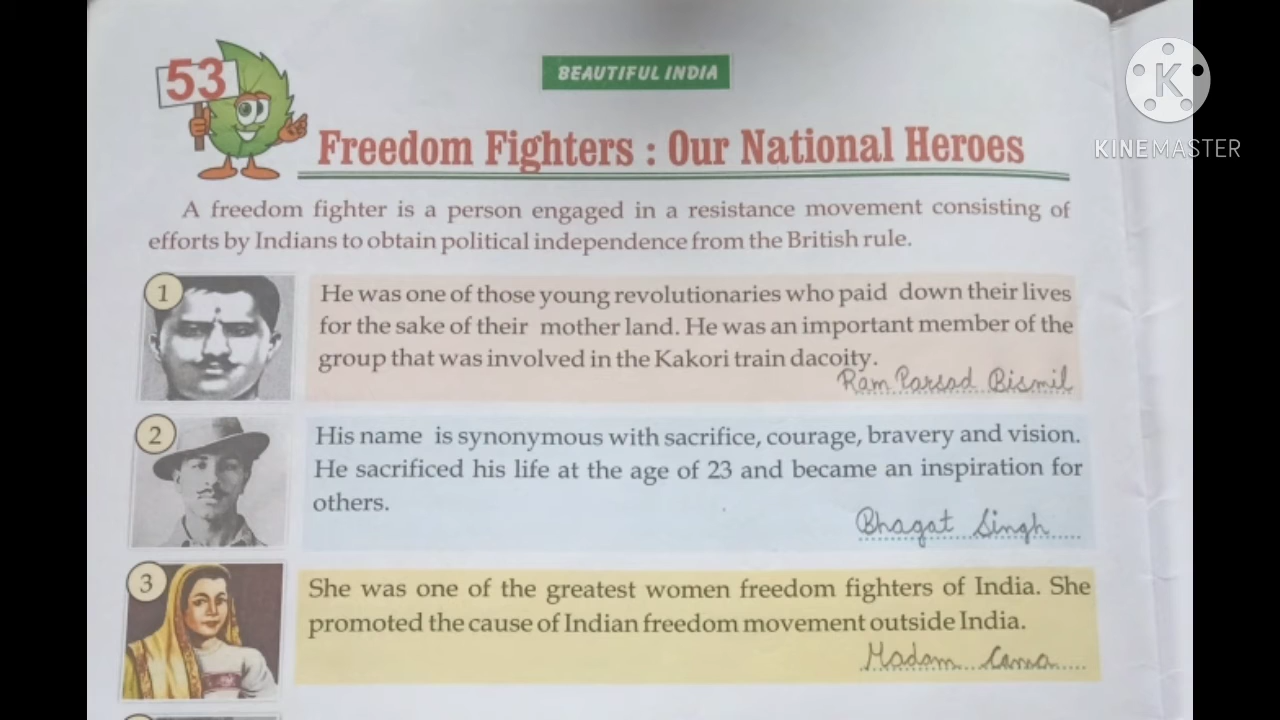 53
BEAUTIFUL INDIA
KINEMASTER
Freedom Fighters : Our National Heroes
A freedom fighter is a person engaged in a resistance movement consisting of
efforts by Indians to obtain political independence from the British rule.
1
He was one of those young revolutionaries who paid down their lives
for the sake of their mother land. He was an important member of the
group that was involved in the Kakori train dacoity.
Ram Parsad Bismil
2
His name is synonymous with sacrifice, courage, bravery and vision.
He sacrificed his life at the age of 23 and became an inspiration for
others.
Bhagat Singh
3
She was one of the greatest women freedom fighters of India. She
promoted the cause of Indian freedom movement outside India.
Madam Cama